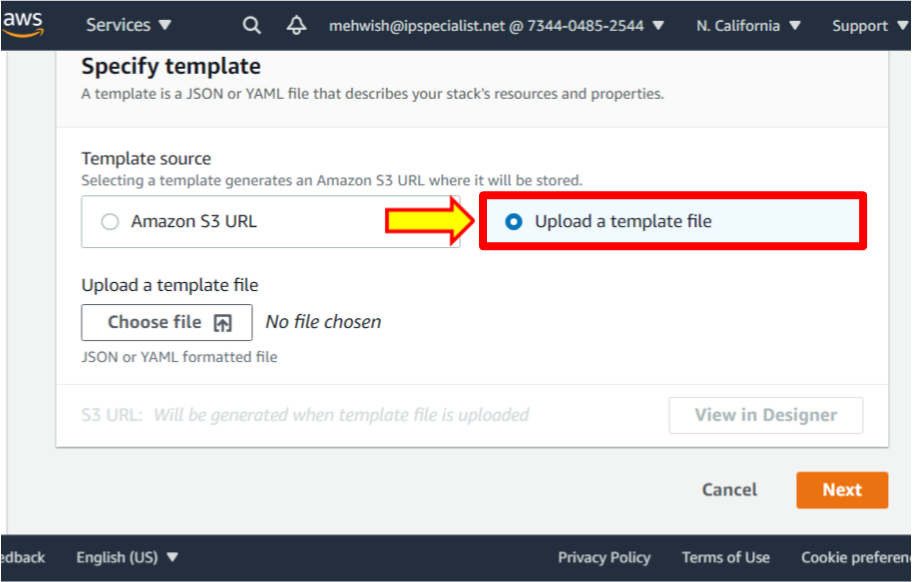 aws Services mehwish@ipspecialist.net @ 7344-0485-2544 N. California Support
Specify template
A template is a JSON or YAML file that describes your stack's resources and properties.
Template source
Selecting a template generates an Amazon S3 URL where it will be stored.
Amazon S3 URL Upload a template file
Upload a template file
Choose file No file chosen
JSON or YAML formatted file
S3 URL: Will be generated when template file is uploaded View in Designer
Cancel Next
edback English (US) Privacy Policy Terms of Use Cookie preferen